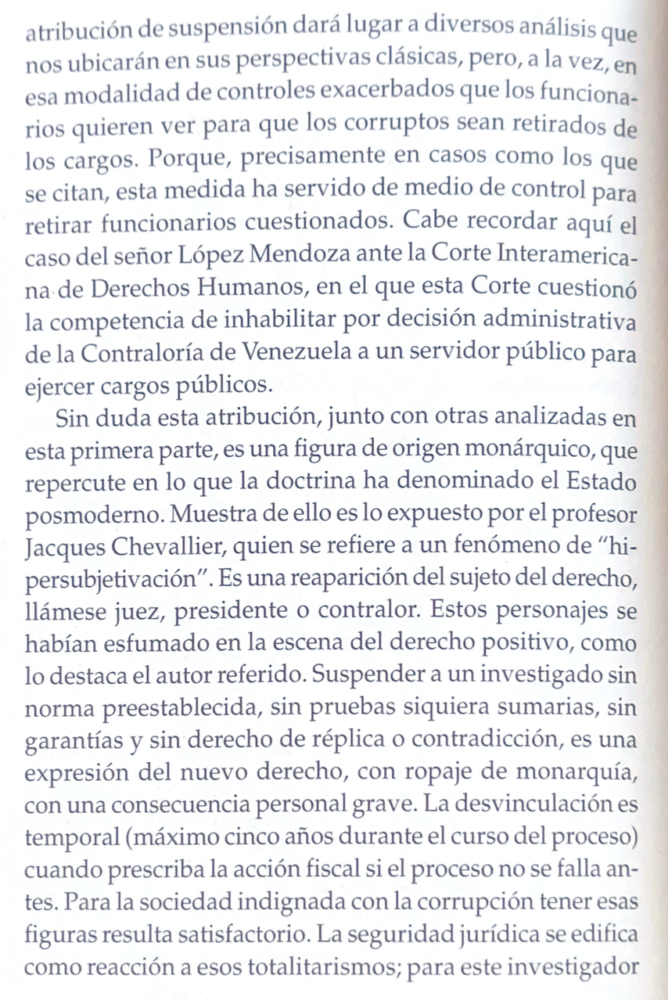 atribución de suspensión dará lugar a diversos análisis que
nos ubicarán en sus perspectivas clásicas, pero, a la vez, en
esa modalidad de controles exacerbados que los funciona-
rios quieren ver para que los corruptos sean retirados de
los cargos. Porque, precisamente en casos como los que
se citan, esta medida ha servido de medio de control para
retirar funcionarios cuestionados. Cabe recordar aquí el
caso del señor López Mendoza ante la Corte Interamerica-
na de Derechos Humanos, en el que esta Corte cuestionó
la competencia de inhabilitar por decisión administrativa
de la Contraloría de Venezuela a un servidor público para
ejercer cargos públicos.
Sin duda esta atribución, junto con otras analizadas en
esta primera parte, es una figura de origen monárquico, que
repercute en lo que la doctrina ha denominado el Estado
posmoderno. Muestra de ello es lo expuesto por el profesor
Jacques Chevallier, quien se refiere a un fenómeno de "hi-
persubjetivación". Es una reaparición del sujeto del derecho,
llámese juez, presidente o contralor. Estos personajes se
habían esfumado en la escena del derecho positivo, como
lo destaca el autor referido. Suspender a un investigado sin
norma preestablecida, sin pruebas siquiera sumarias, sin
garantías y sin derecho de réplica o contradicción, es una
expresión del nuevo derecho, con ropaje de monarquía,
con una consecuencia personal grave. La desvinculación es
temporal (máximo cinco años durante el curso del proceso)
cuando prescriba la acción fiscal si el proceso no se falla an-
tes. Para la sociedad indignada con la corrupción tener esas
figuras resulta satisfactorio. La seguridad jurídica se edifica
como reacción a esos totalitarismos; para este investigador